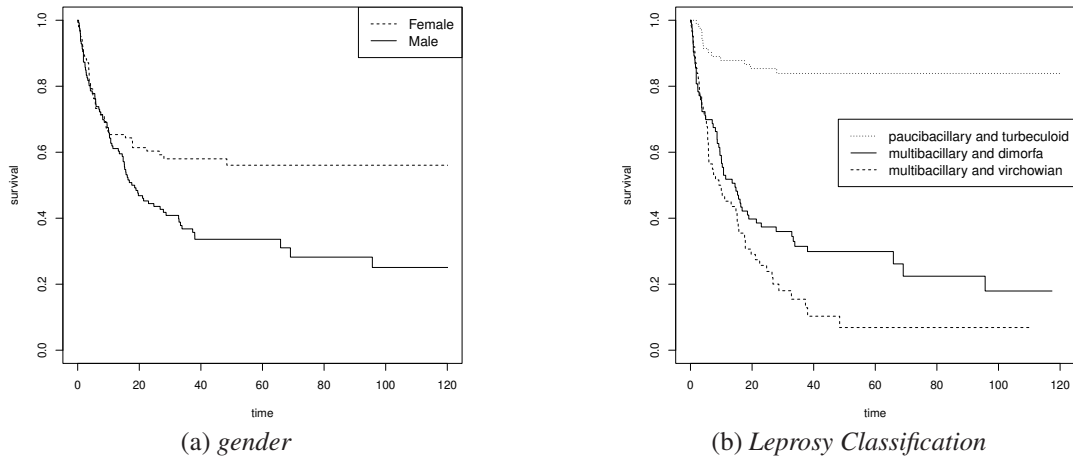 1.0
0.8
0.6
0.4
0.2
0.0
survival
Female
Male
0 20 40 60 80 100 120
time
(a) gender
1.0
0.8
0.6
0.4
0.2
0.0
survival
paucibacillary and turbeculoid
multibacillary and dimorfa
multibacillary and virchowian
0 20 40 60 80 100 120
time
(b) Leprosy Classification